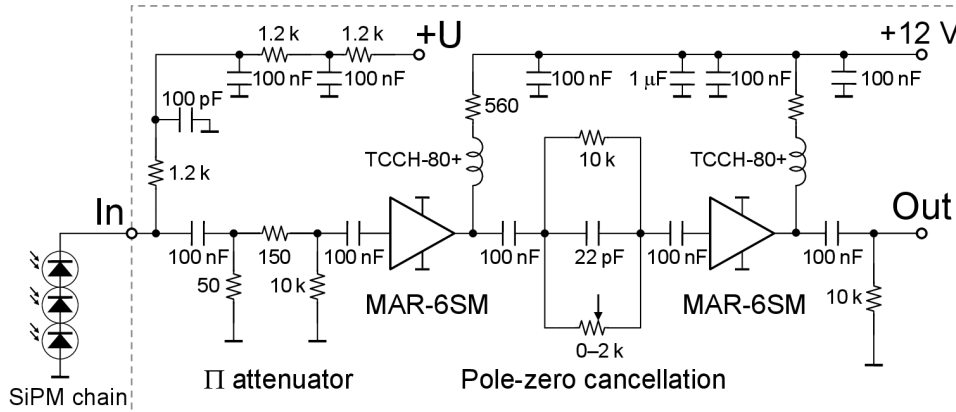 1.2 k 1.2 k +U +12 V
100 nF 100 nF 100 nF 1 µF 100 nF 100 nF
100 pF
560
TCCH-80+ TCCH-80+
10 k
1.2 k
In Out
100 nF 150 100 nF 100 nF 22 pF 100 nF 100 nF
50 10 k MAR-6SM MAR-6SM 10 k
0–2 k
SiPM chain Π attenuator Pole-zero cancellation